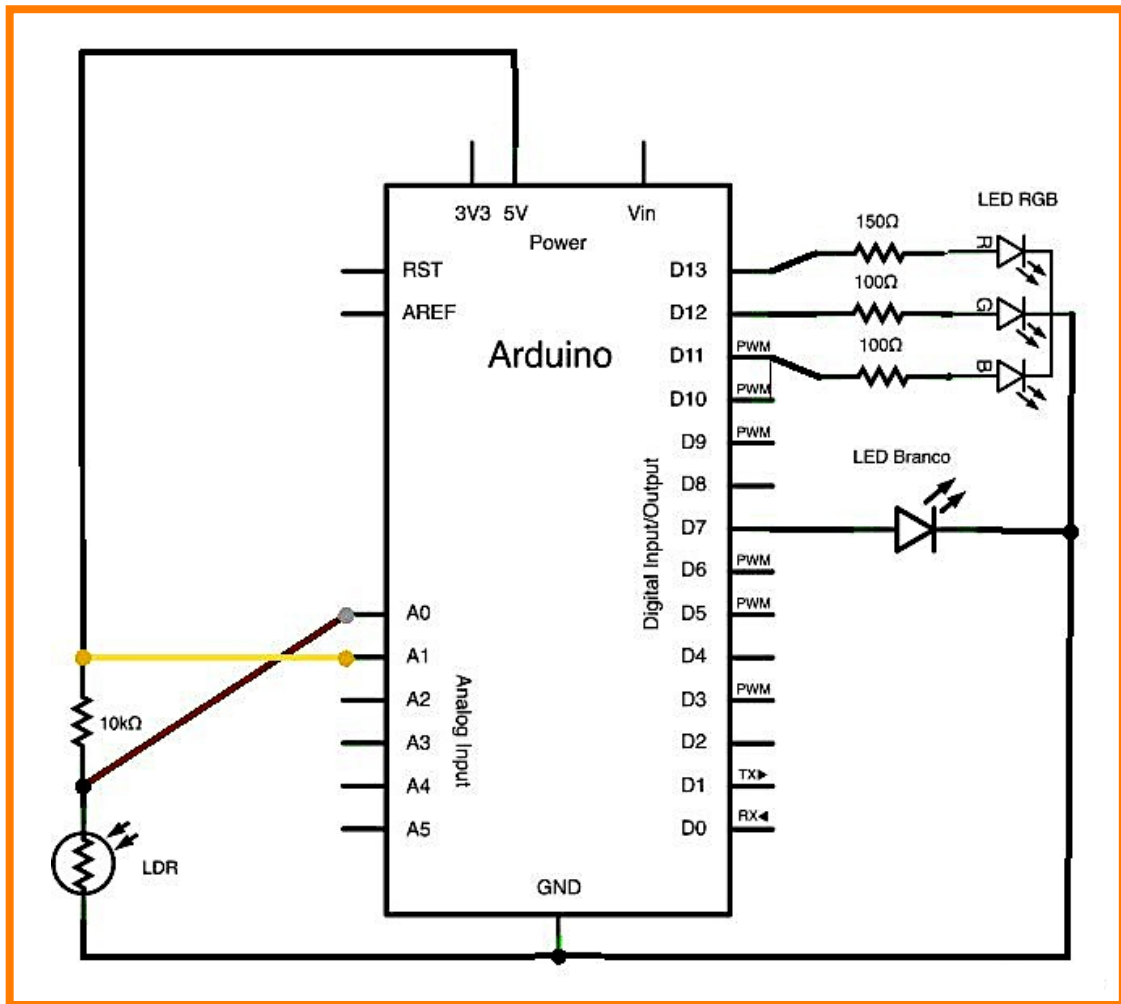 3V3 5V Vin
Power
LED RGB
RST
AREF
Arduino
D13
D12
D11 PWM
D10 PWM
D9 PWM
D8
D7
D6 PWM
D5 PWM
D4
D3 PWM
D2
D1 TX▶
D0 RX◀
Digital Input/Output
150Ω
R
100Ω
G
100Ω
B
LED Branco
A0
A1
A2
A3
A4
A5
Analog Input
10kΩ
LDR
GND